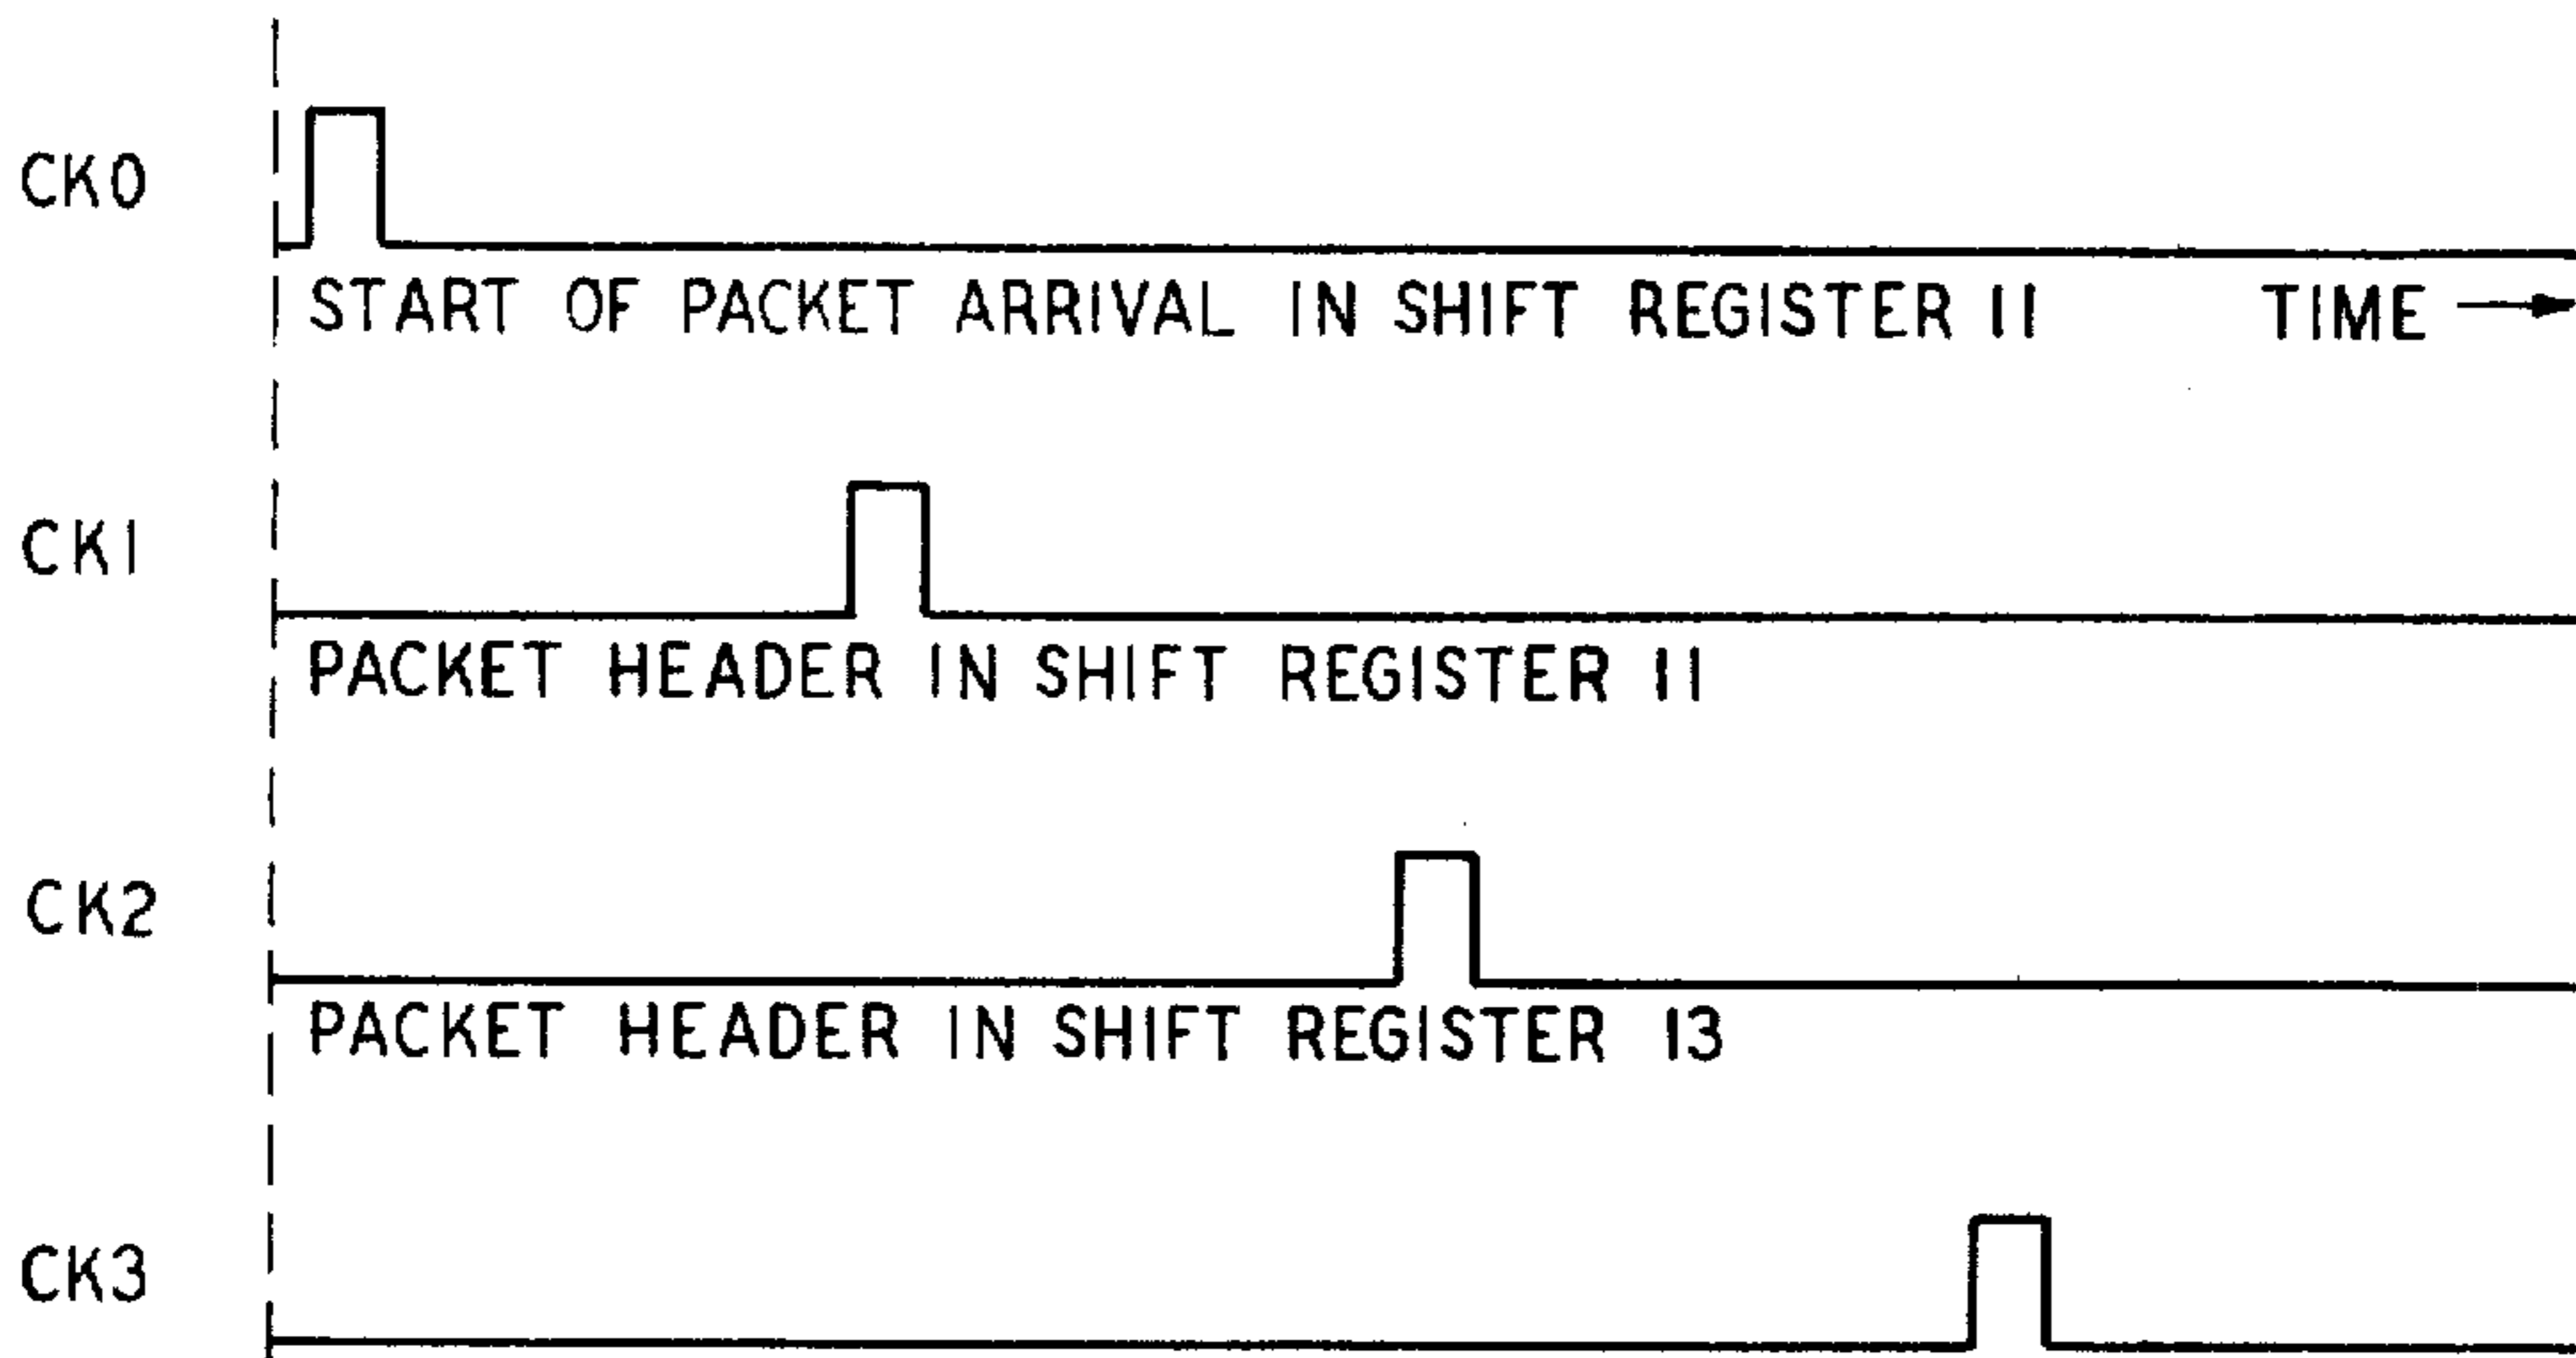 CK0
START OF PACKET ARRIVAL IN SHIFT REGISTER 11 TIME
CK1
PACKET HEADER IN SHIFT REGISTER 11
CK2
PACKET HEADER IN SHIFT REGISTER 13
CK3